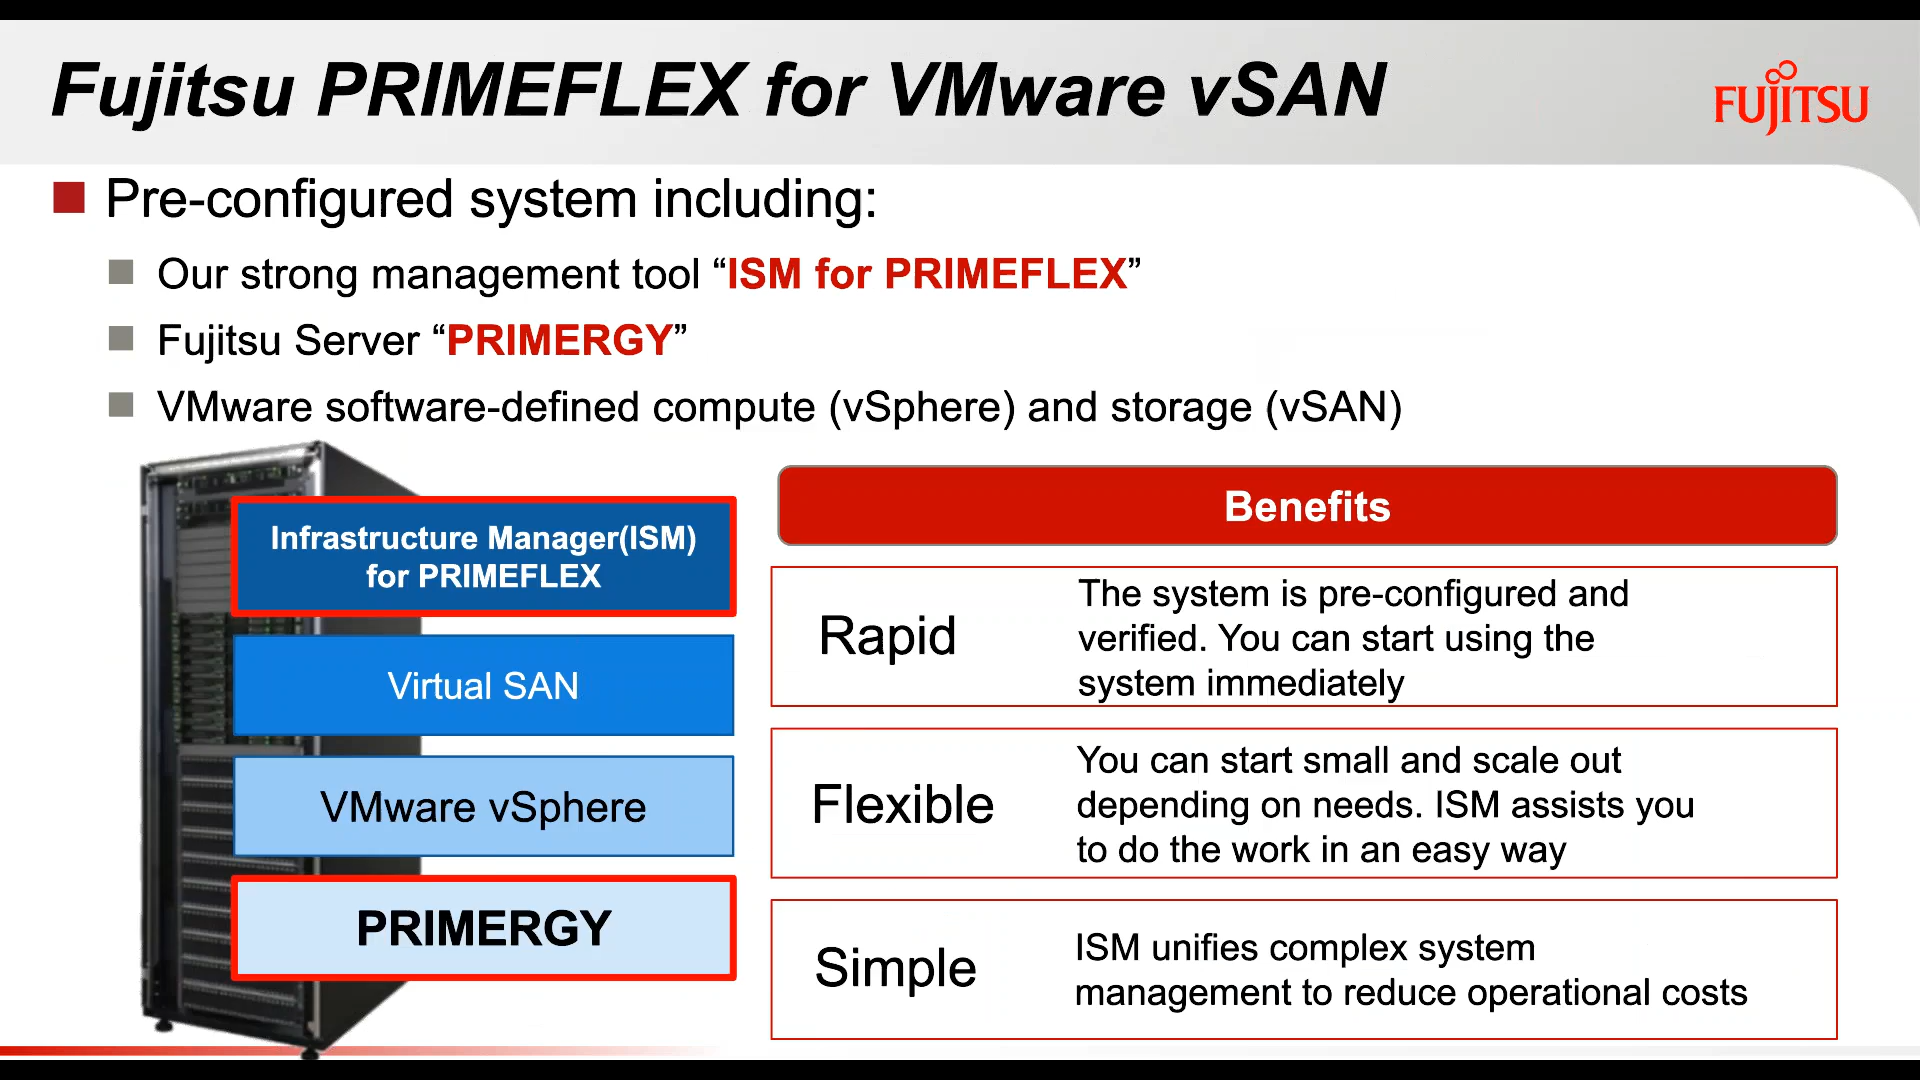 Fujitsu PRIMEFLEX for VMware vSAN
FUJITSU
Pre-configured system including:
Our strong management tool “ISM for PRIMEFLEX”
Fujitsu Server “PRIMERGY”
VMware software-defined compute (vSphere) and storage (vSAN)
Infrastructure Manager(ISM)
for PRIMEFLEX
Virtual SAN
VMware vSphere
PRIMERGY
Benefits
Rapid
The system is pre-configured and
verified. You can start using the
system immediately
Flexible
You can start small and scale out
depending on needs. ISM assists you
to do the work in an easy way
Simple
ISM unifies complex system
management to reduce operational costs